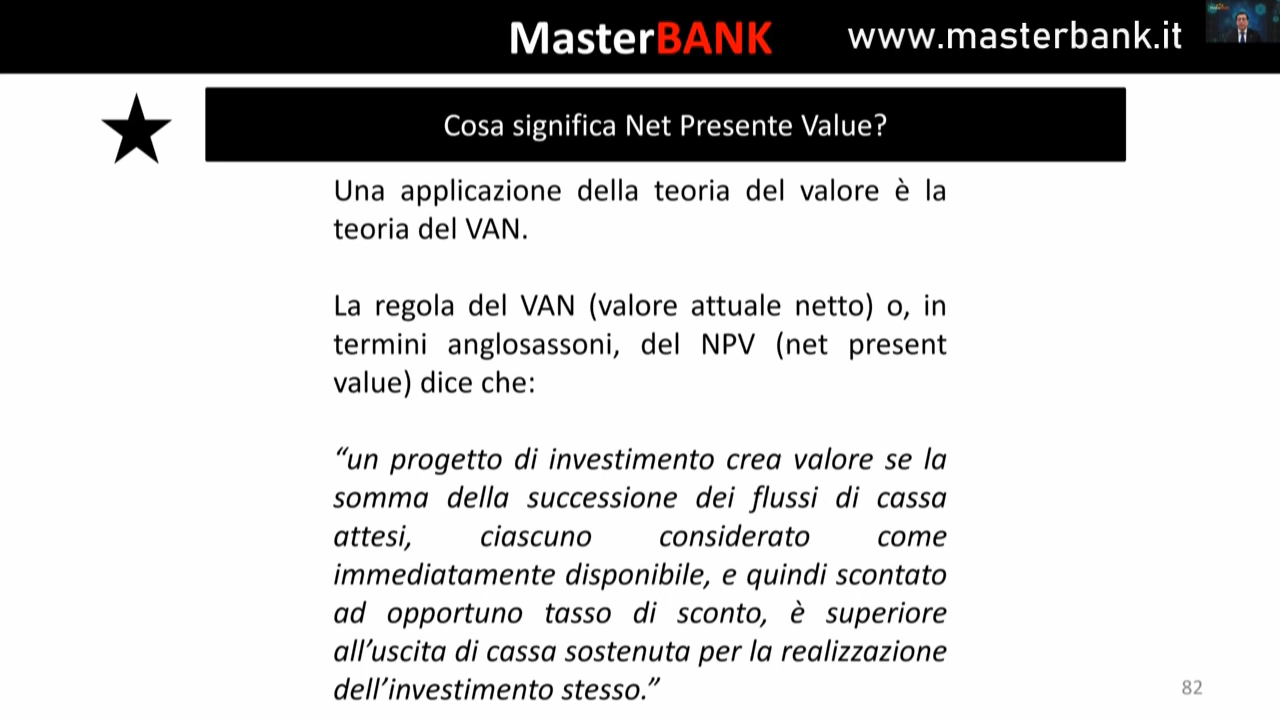 MasterBANK
www.masterbank.it
Cosa significa Net Presente Value?
Una applicazione della teoria del valore è la
teoria del VAN.
La regola del VAN (valore attuale netto) o, in
termini anglosassoni, del NPV (net present
value) dice che:
“un progetto di investimento crea valore se la
somma della successione dei flussi di cassa
attesi, ciascuno considerato come
immediatamente disponibile, e quindi scontato
ad opportuno tasso di sconto, è superiore
all’uscita di cassa sostenuta per la realizzazione
dell’investimento stesso.”
82